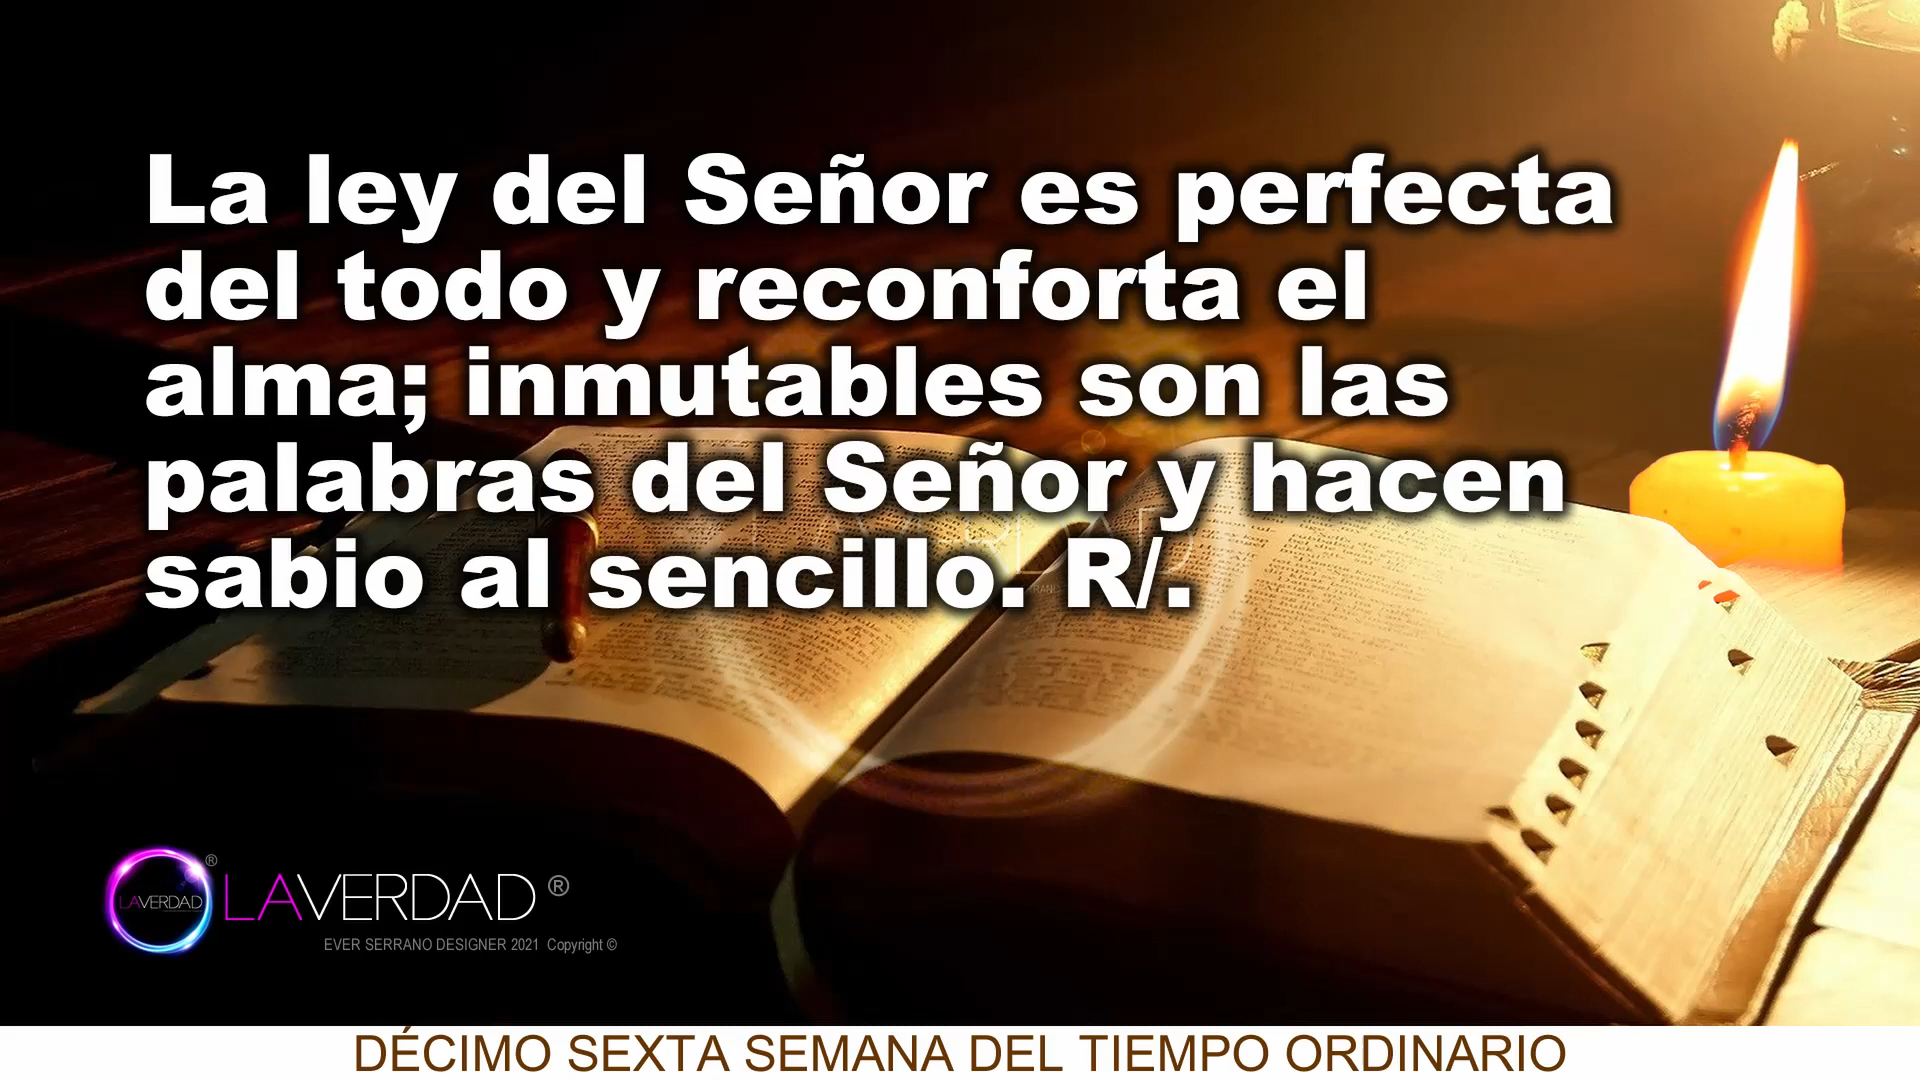 La ley del Señor es perfecta
del todo y reconforta el
alma; inmutables son las
palabras del Señor y hacen
sabio al sencillo. R/.
LAVERDAD ®
LAVERDAD ®
EVER SERRANO DESIGNER 2021 Copyright ©
DÉCIMO SEXTA SEMANA DEL TIEMPO ORDINARIO